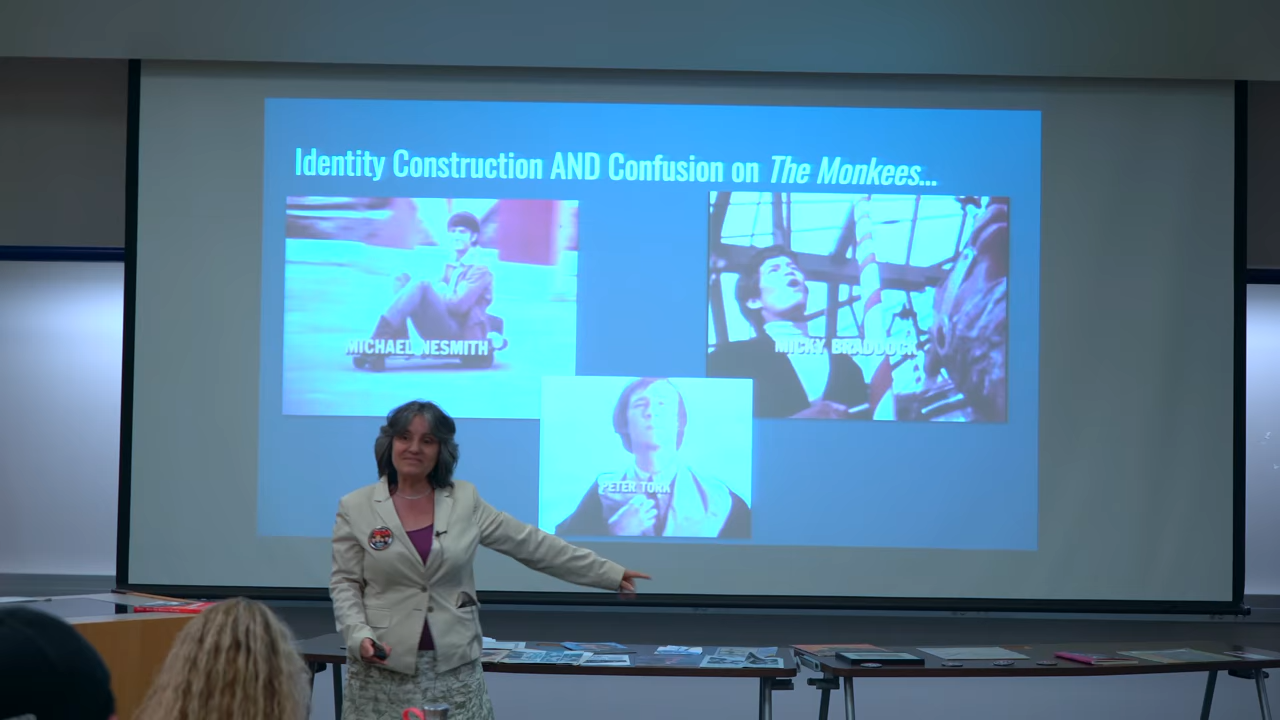 Identity Construction AND Confusion on The Monkees...
MICHAEL NESMITH
MICKY BRADDOCK
PETER TORK